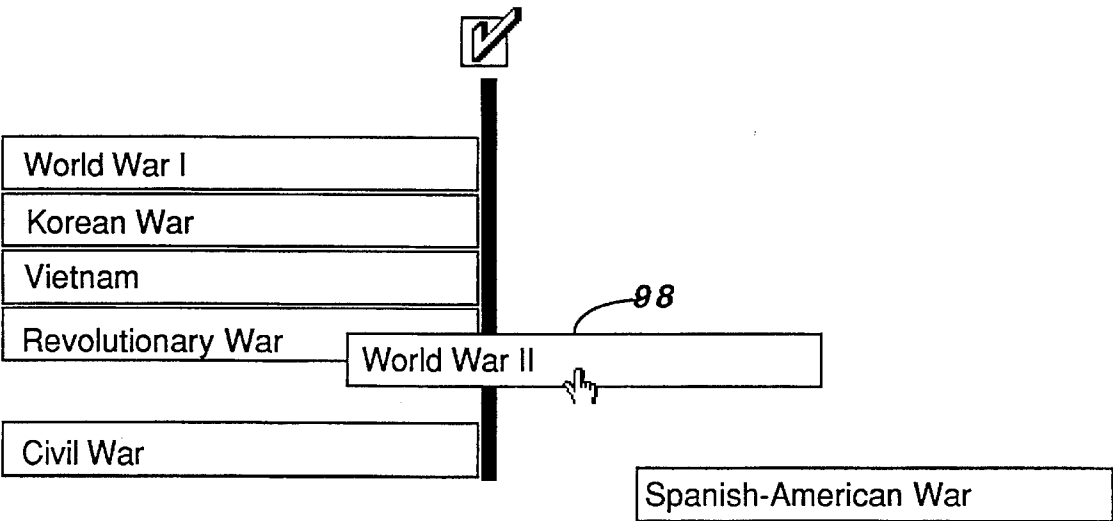 World War I
Korean War
Vietnam
98
Revolutionary War
World War II
Civil War
Spanish-American War